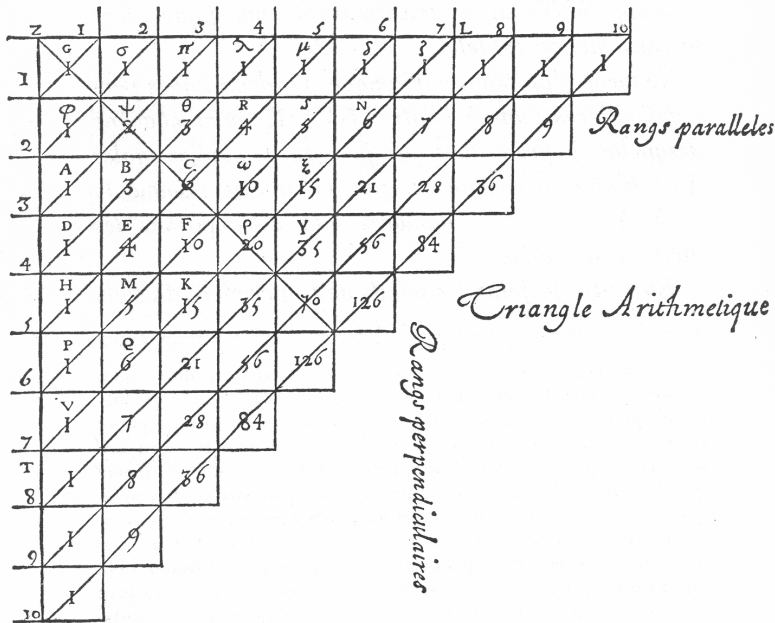 Z 1 2 3 4 5 6 7 L 8 9 10
G σ π λ μ δ ζ
1 1 1 1 1 1 1 1 1 1 1
φ ψ θ R S N
2 1 2 3 4 5 6 7 8 9
Rangs paralleles
A B C ω ξ
3 1 3 6 10 15 21 28 36
D E F ρ Y
4 1 4 10 20 35 56 84
H M K
5 1 5 15 35 70 126
Triangle Arithmetique
P Q
6 1 6 21 56 126
Rangs perpendiculaires
V
7 1 7 28 84
T
8 1 8 36
9 1 9
10 1